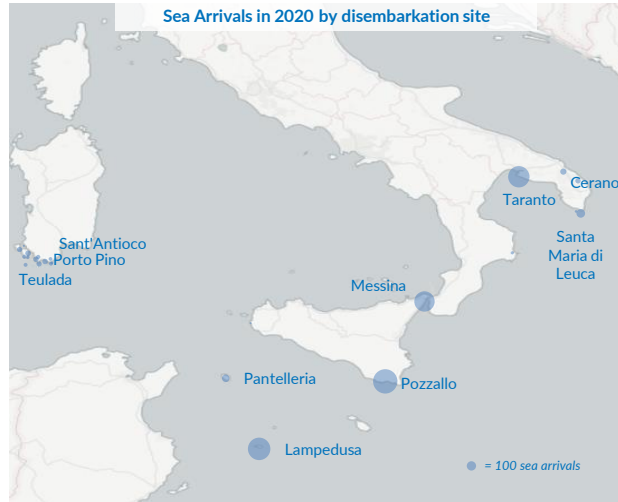 Sea Arrivals in 2020 by disembarkation site
Cerano
Taranto
Santa
Maria di
Leuca
Sant'Antioco
Porto Pino
Teulada
Messina
Pantelleria
Pozzallo
Lampedusa
= 100 sea arrivals